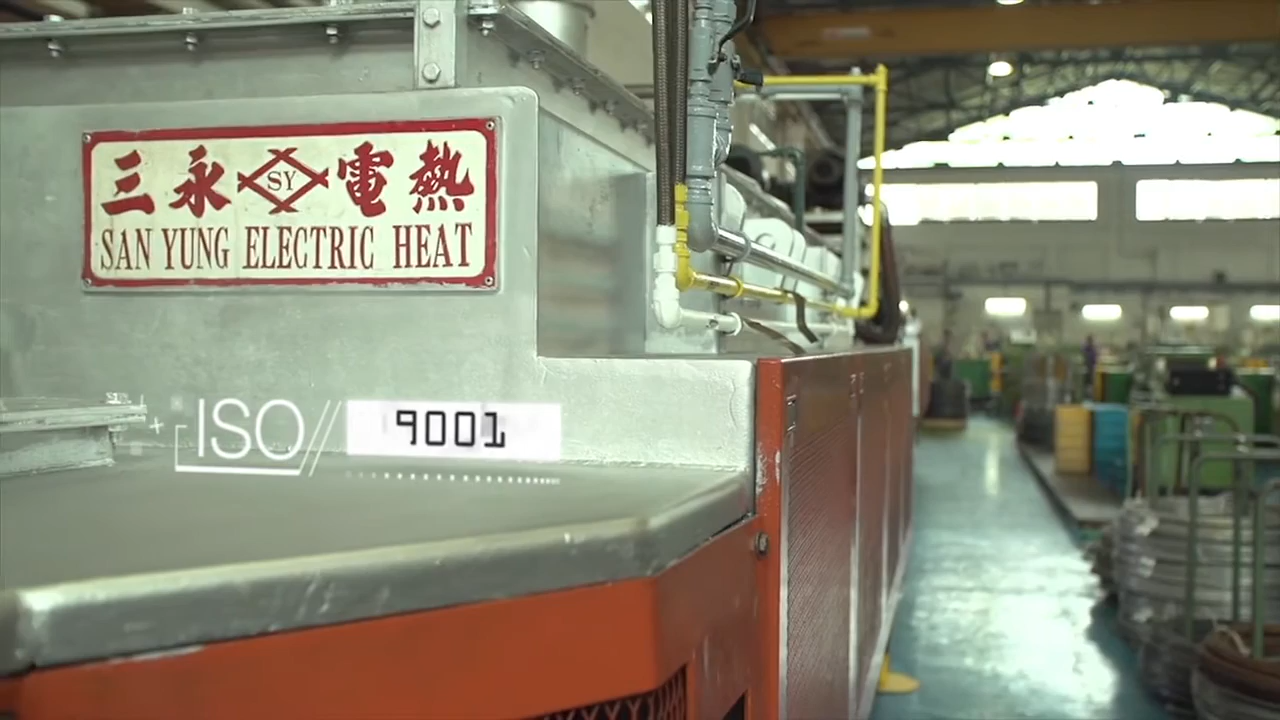 三永 SY 電熱
SAN YUNG ELECTRIC HEAT
ISO// 9001